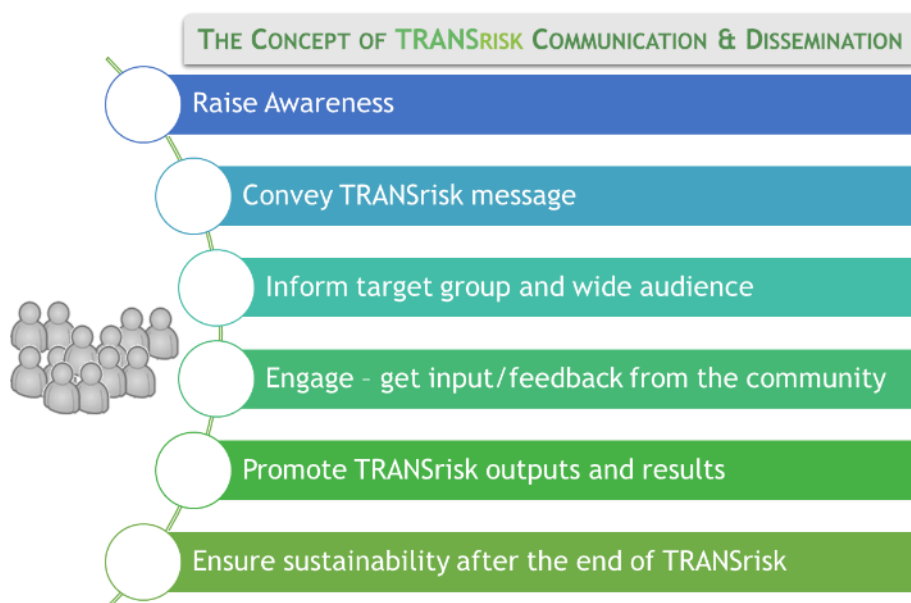 THE CONCEPT OF TRANSRISK COMMUNICATION & DISSEMINATION
Raise Awareness
Convey TRANSrisk message
Inform target group and wide audience
Engage – get input/feedback from the community
Promote TRANSrisk outputs and results
Ensure sustainability after the end of TRANSrisk